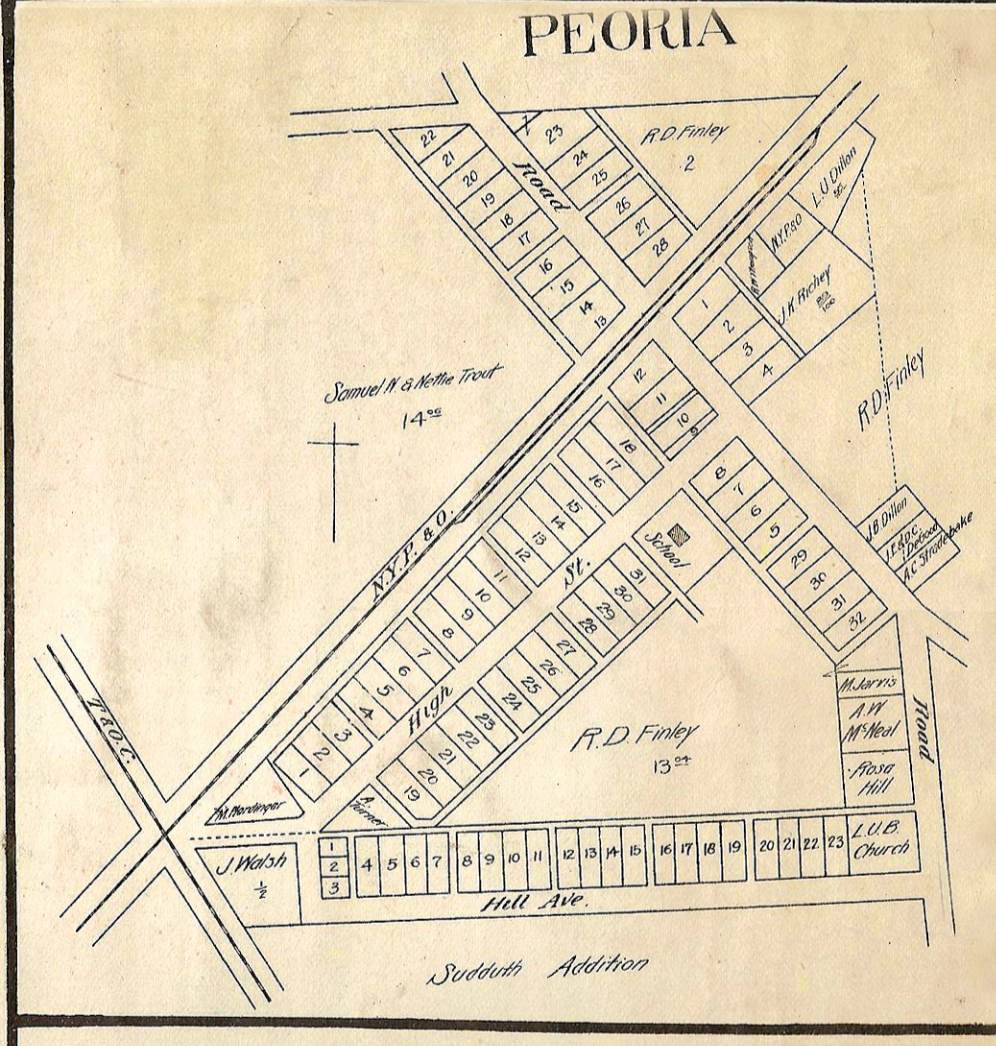 PEORIA
22
21
20
19
18
17
16
15
14
13
Road
23
24
25
26
27
28
R.D. Finley
2
L.U. Dillon
N.Y.P.&O
J.K. Richey
1
2
3
4
R.D. Finley
Samuel N & Nettie Trout
14
N.Y.P. & O.
12
11
10
9
18
17
16
15
14
13
12
11
10
9
8
7
6
5
4
3
2
1
8
7
6
5
29
30
31
32
J.B. Dillon
A.C. Strodebake
School
High St.
31
30
29
28
27
26
25
24
23
22
21
20
19
R.D. Finley
13
M. Jarvis
A.W
McNeal
Rosa
Hill
Road
T.&O.C.
M. Hardinger
A.
Turner
J. Walsh
½
1
2
3
4 5 6 7 8 9 10 11 12 13 14 15 16 17 18 19 20 21 22 23
L.U.B.
Church
Hill Ave.
Sudduth Addition